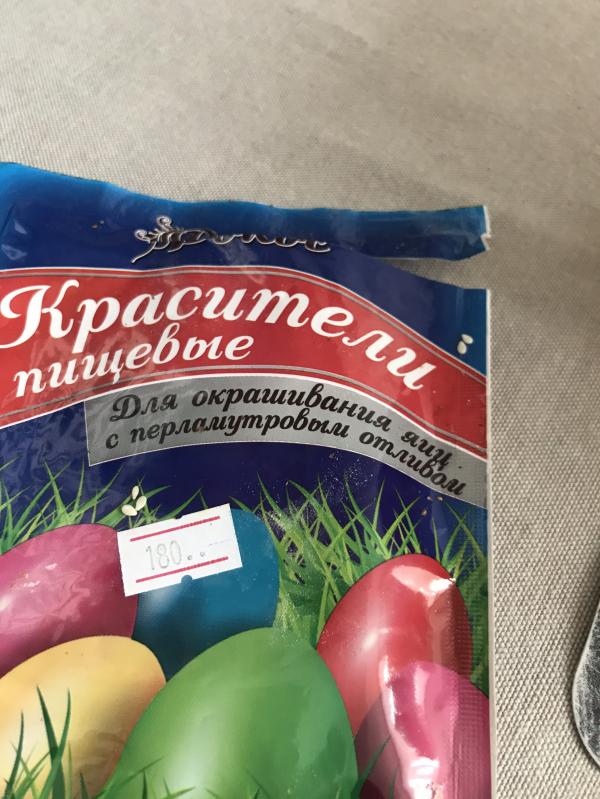 Красители
пищевые
Для окрашивания яиц
с перламутровым отливом
180..